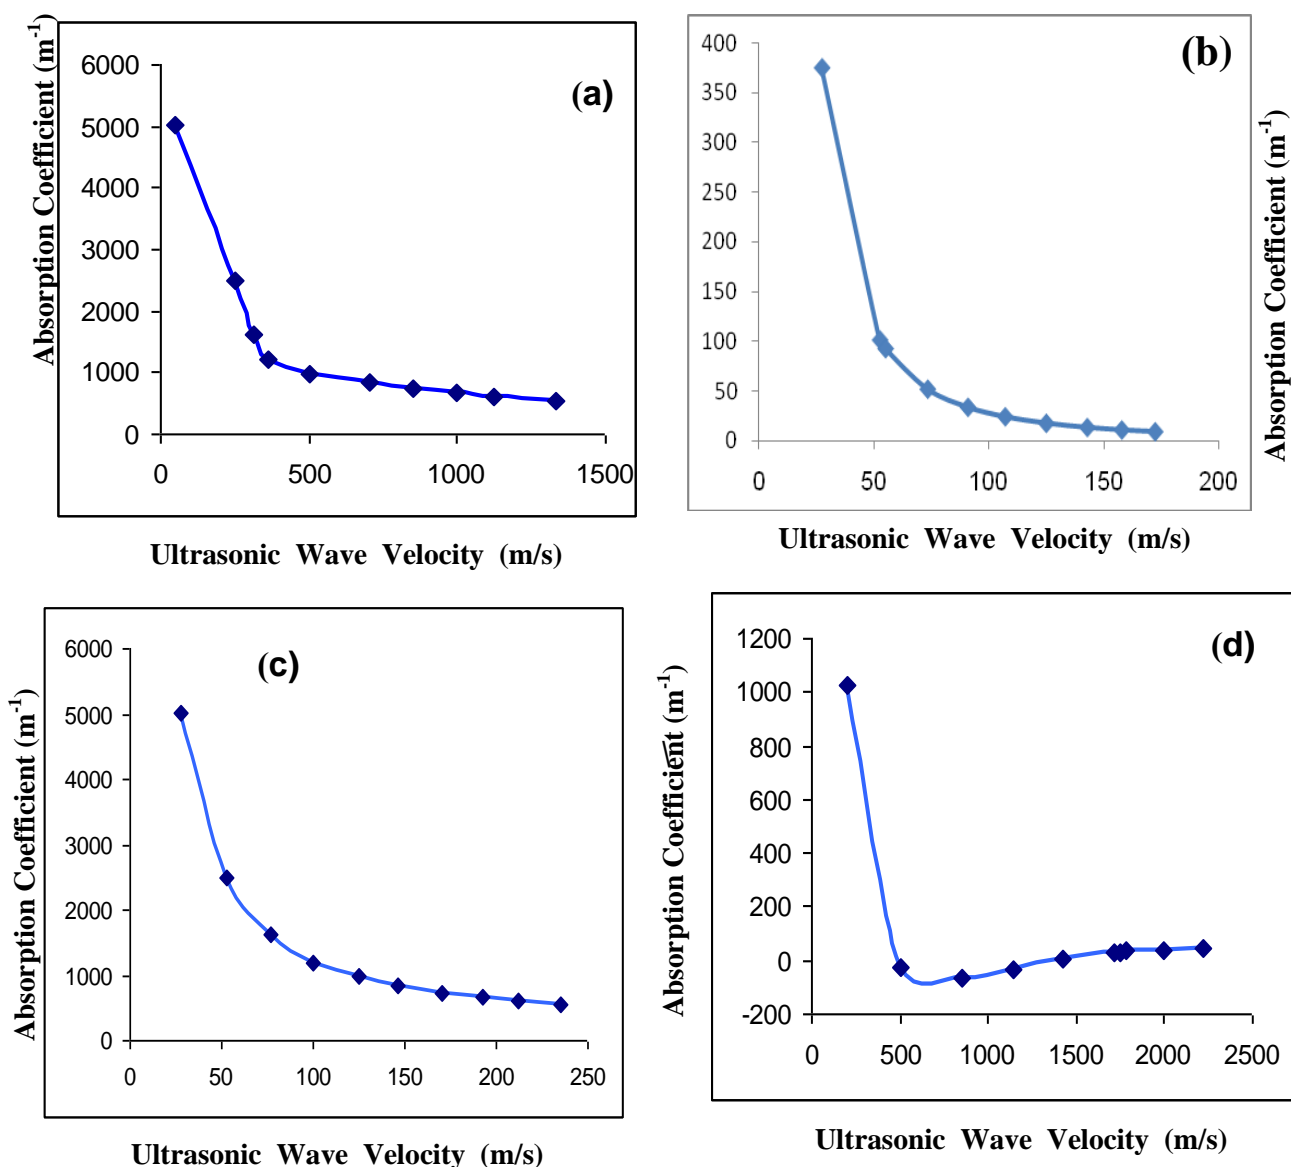 Absorption Coefficient (m⁻¹)
6000
5000
4000
3000
2000
1000
0
(a)
0 500 1000 1500
Ultrasonic Wave Velocity (m/s)
(b)
400
350
300
250
200
150
100
50
0
0 50 100 150 200
Absorption Coefficient (m⁻¹)
Ultrasonic Wave Velocity (m/s)
Absorption Coefficient (m⁻¹)
6000
5000
4000
3000
2000
1000
0
(c)
0 50 100 150 200 250
Ultrasonic Wave Velocity (m/s)
Absorption Coefficient (m⁻¹)
1200
1000
800
600
400
200
0
-200
(d)
0 500 1000 1500 2000 2500
Ultrasonic Wave Velocity (m/s)